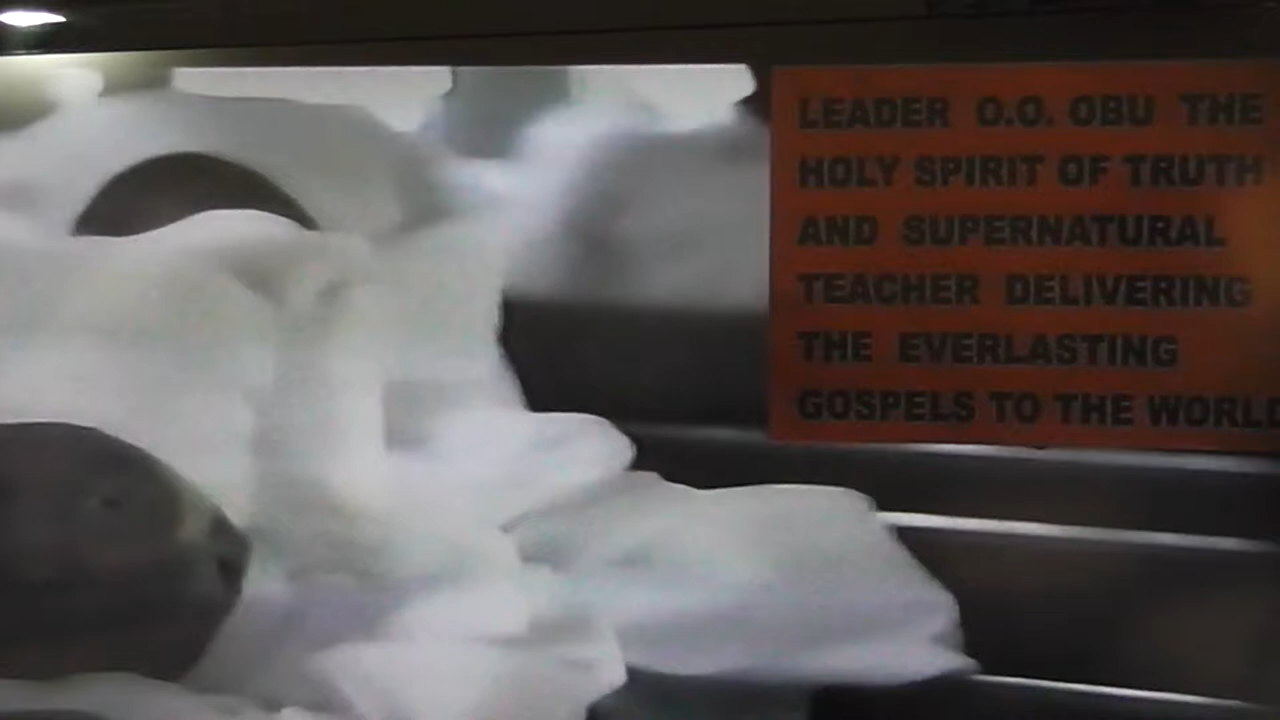 LEADER O.O. OBU THE
HOLY SPIRIT OF TRUTH
AND SUPERNATURAL
TEACHER DELIVERING
THE EVERLASTING
GOSPELS TO THE WORLD